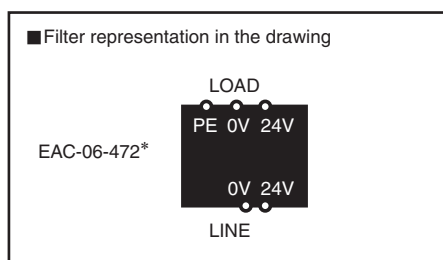 ■Filter representation in the drawing
LOAD
PE 0V 24V
EAC-06-472*
0V 24V
LINE